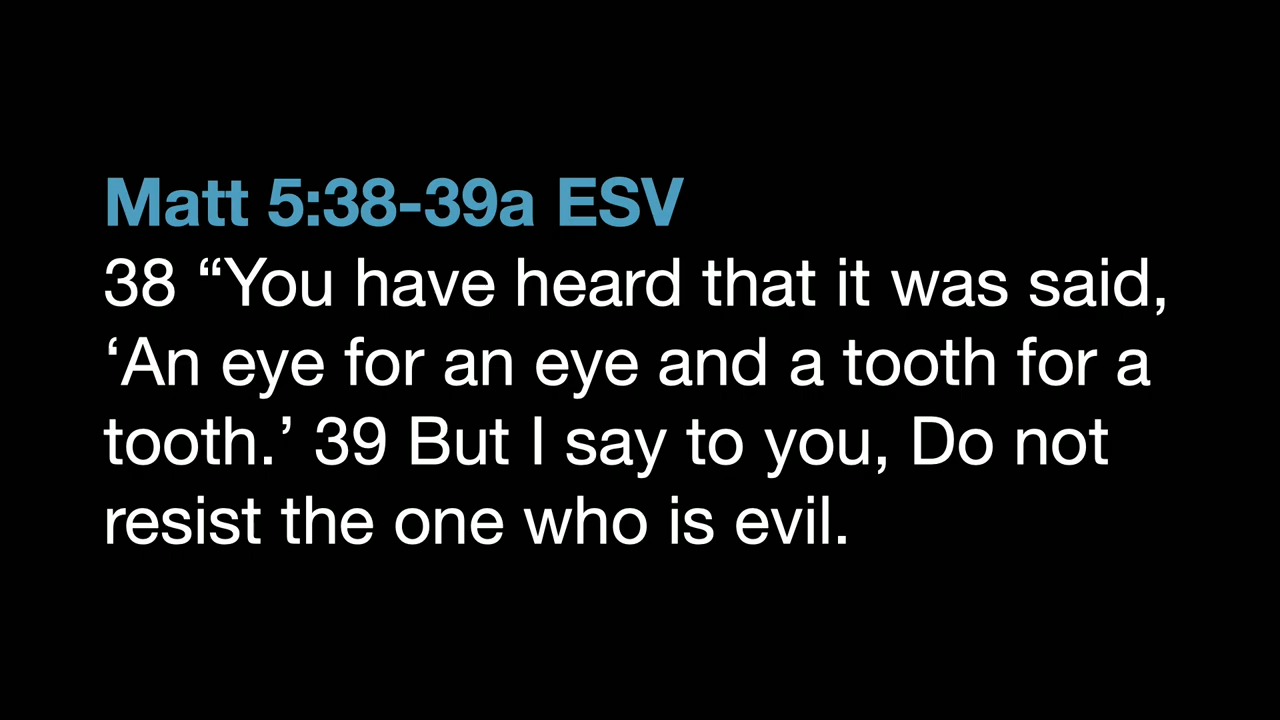 Matt 5:38-39a ESV
38 “You have heard that it was said,
‘An eye for an eye and a tooth for a
tooth.’ 39 But I say to you, Do not
resist the one who is evil.